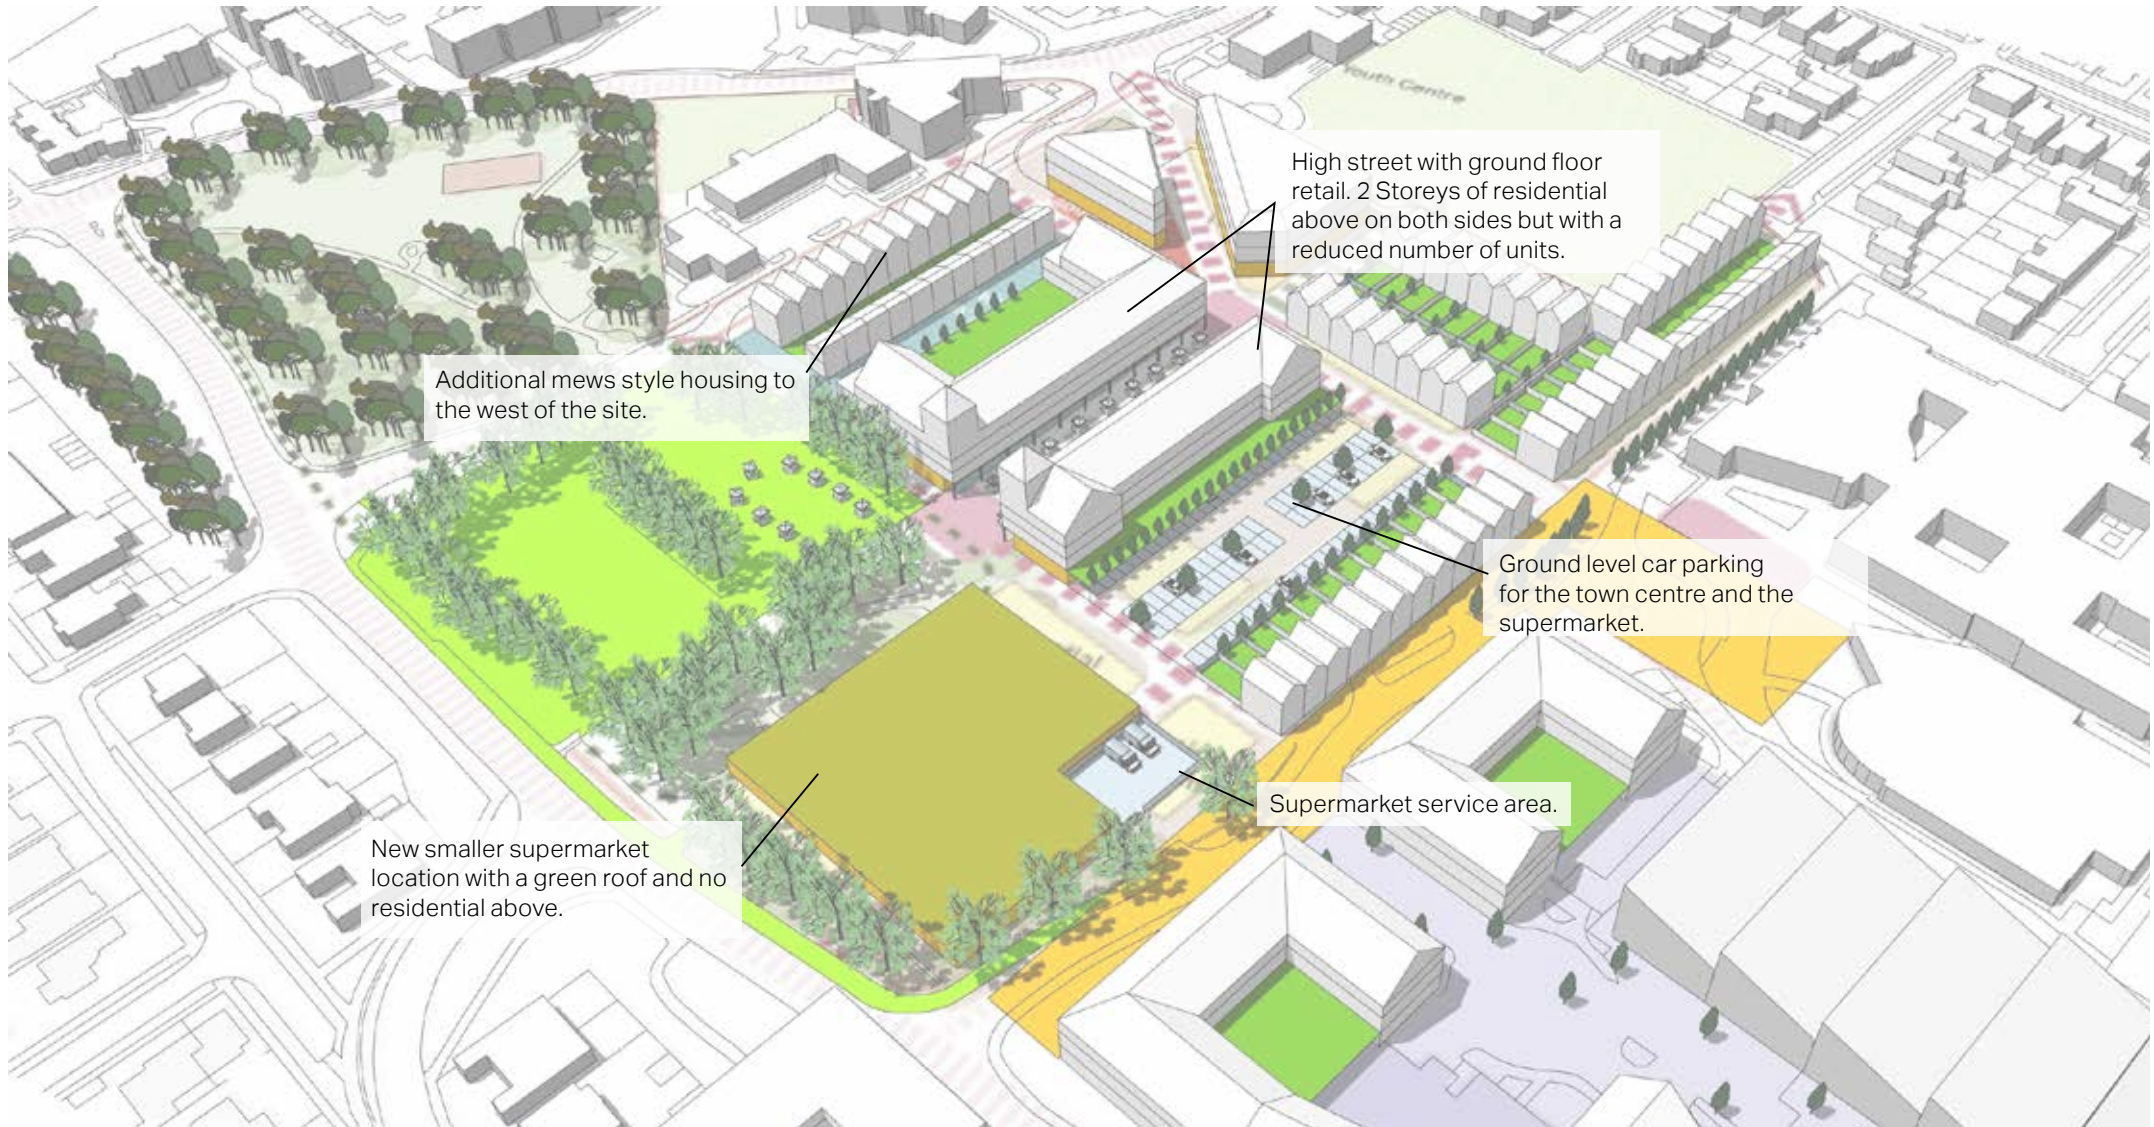 Youth Centre
High street with ground floor
retail. 2 Storeys of residential
above on both sides but with a
reduced number of units.
Additional mews style housing to
the west of the site.
Ground level car parking
for the town centre and the
supermarket.
Supermarket service area.
New smaller supermarket
location with a green roof and no
residential above.